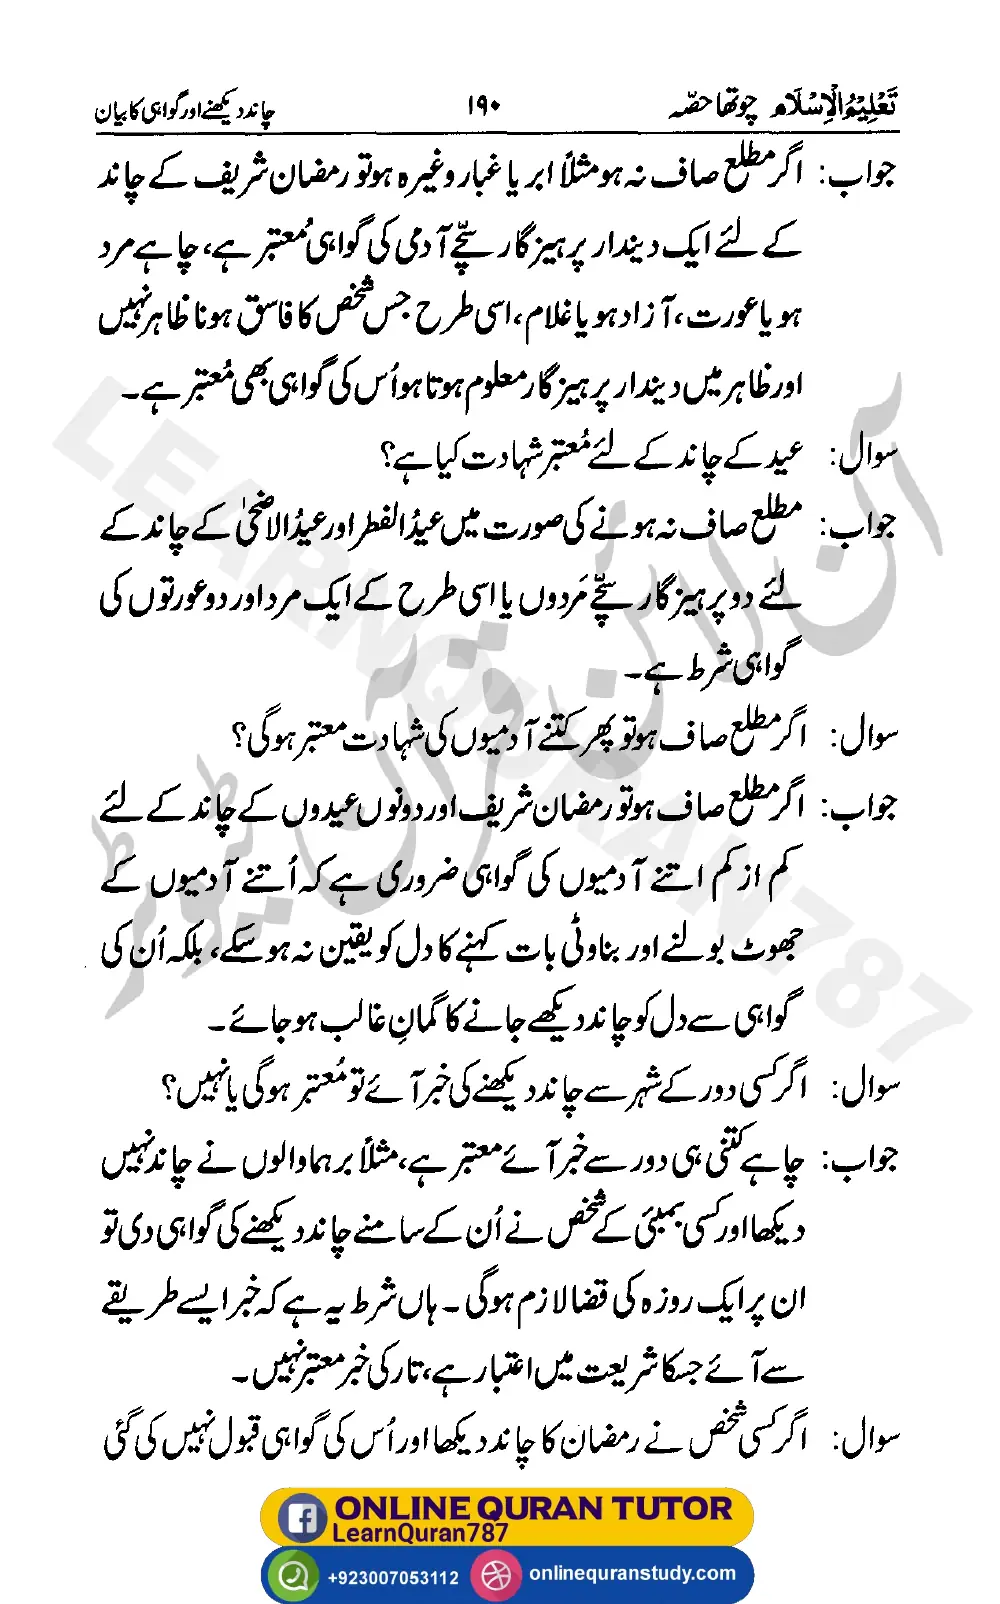 تَعْلِيْمُ الْاِسْلَام چوتھا حصّہ ۱۹۰ چاند دیکھنے اور گواہی کا بیان
جواب: اگر مطلع صاف نہ ہو مثلاً ابر یا غبار وغیرہ ہو تو رمضان شریف کے چاند
کے لئے ایک دیندار پرہیزگار سچّے آدمی کی گواہی مُعتبر ہے، چاہے مرد
ہو یا عورت، آزاد ہو یا غلام، اسی طرح جس شخص کا فاسق ہونا ظاہر نہیں
اور ظاہر میں دیندار پرہیزگار معلوم ہوتا ہو اُس کی گواہی بھی مُعتبر ہے۔
سوال: عید کے چاند کے لئے مُعتبر شہادت کیا ہے؟
جواب: مطلع صاف نہ ہونے کی صورت میں عیدُ الفطر اور عیدُ الاضحٰی کے چاند کے
لئے دو پرہیزگار سچّے مَردوں یا اسی طرح کے ایک مرد اور دو عورتوں کی
گواہی شرط ہے۔
سوال: اگر مطلع صاف ہو تو پھر کتنے آدمیوں کی شہادت معتبر ہوگی؟
جواب: اگر مطلع صاف ہو تو رمضان شریف اور دونوں عیدوں کے چاند کے لئے
کم از کم اتنے آدمیوں کی گواہی ضروری ہے کہ اُتنے آدمیوں کے
جھوٹ بولنے اور بناوٹی بات کہنے کا دل کو یقین نہ ہو سکے، بلکہ اُن کی
گواہی سے دل کو چاند دیکھے جانے کا گمانِ غالب ہو جائے۔
سوال: اگر کسی دور کے شہر سے چاند دیکھنے کی خبر آئے تو مُعتبر ہوگی یا نہیں؟
جواب: چاہے کتنی ہی دور سے خبر آئے معتبر ہے، مثلاً برہما والوں نے چاند نہیں
دیکھا اور کسی بمبئی کے شخص نے اُن کے سامنے چاند دیکھنے کی گواہی دی تو
ان پر ایک روزہ کی قضا لازم ہوگی۔ ہاں شرط یہ ہے کہ خبر ایسے طریقے
سے آئے جسکا شریعت میں اعتبار ہے، تار کی خبر معتبر نہیں۔
سوال: اگر کسی شخص نے رمضان کا چاند دیکھا اور اُس کی گواہی قبول نہیں کی گئی
LEARNQURAN787
آن لائن قرآن ٹیوٹر
ONLINE QURAN TUTOR
LearnQuran787
+923007053112 onlinequranstudy.com